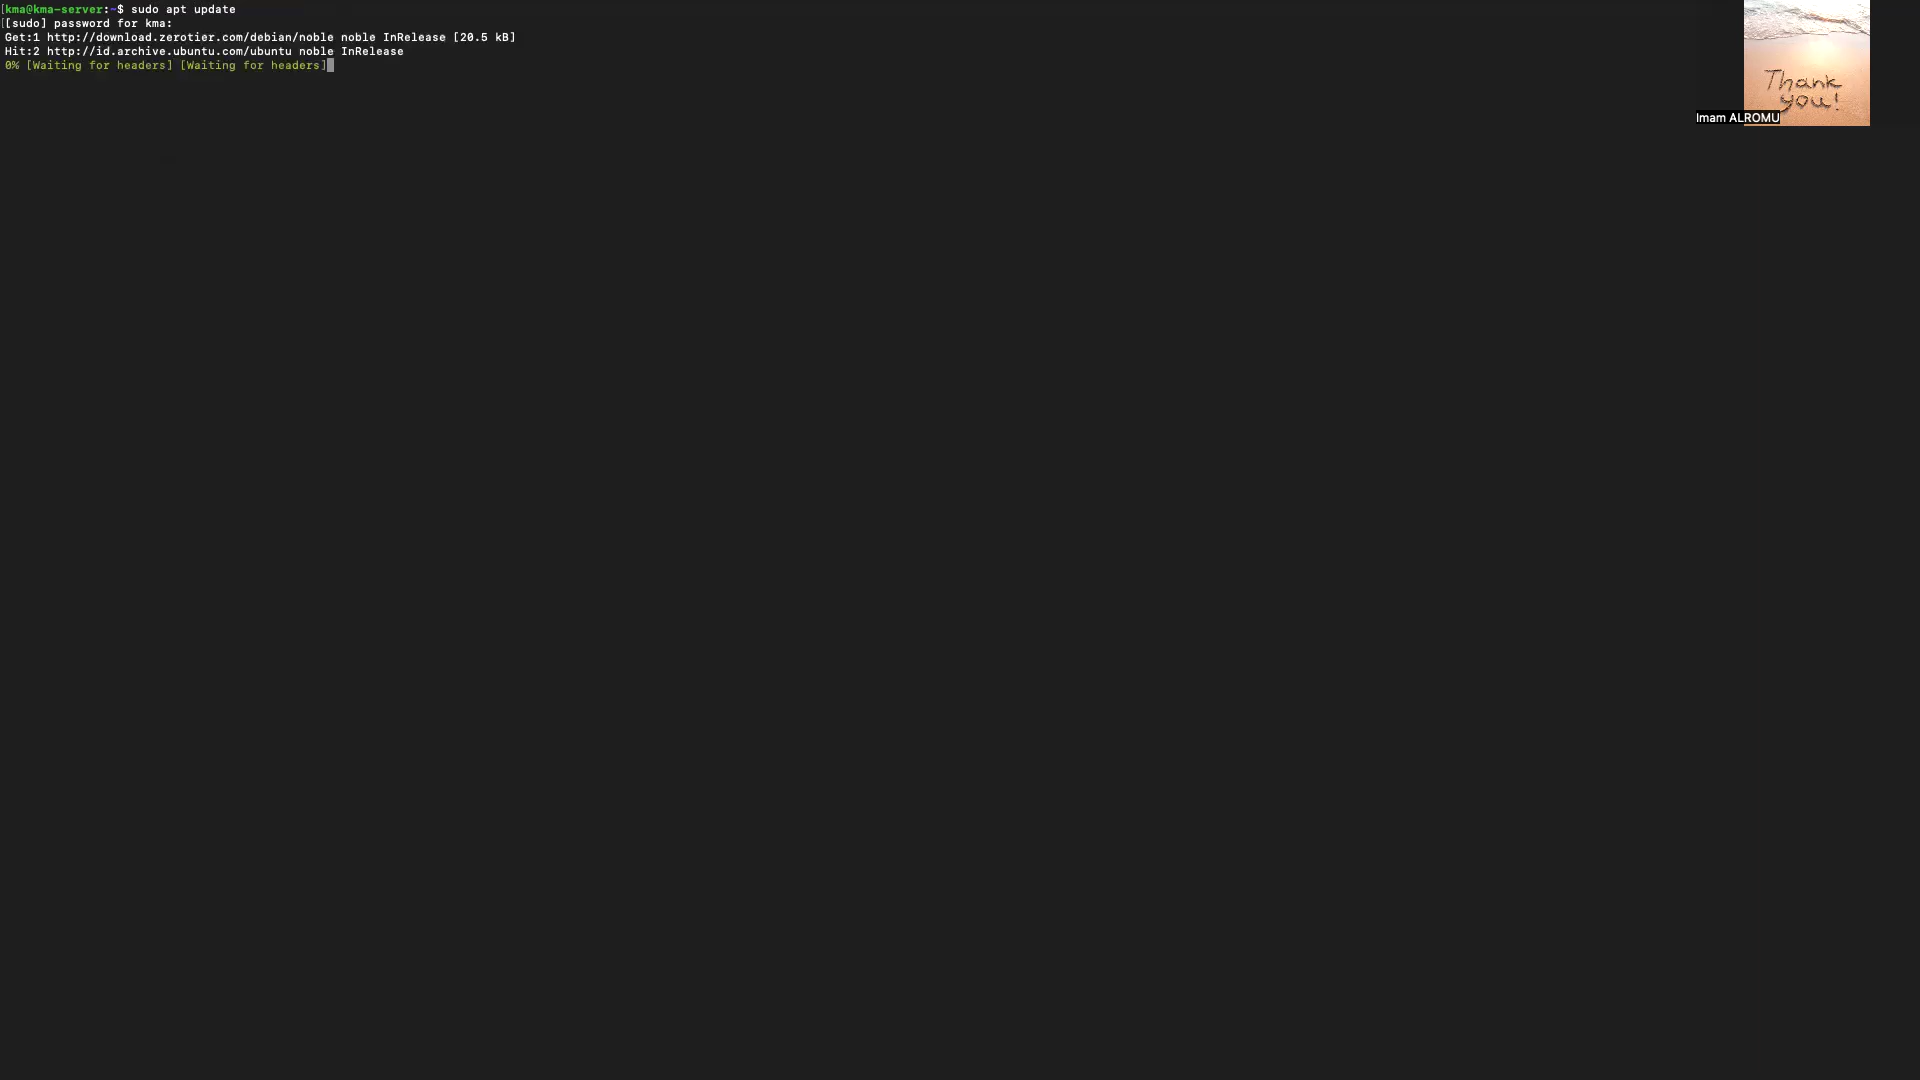 [kma@kma-server:~$ sudo apt update
[[sudo] password for kma:
Get:1 http://download.zerotier.com/debian/noble noble InRelease [20.5 kB]
Hit:2 http://id.archive.ubuntu.com/ubuntu noble InRelease
0% [Waiting for headers] [Waiting for headers]
Thank
you!
Imam ALROMU